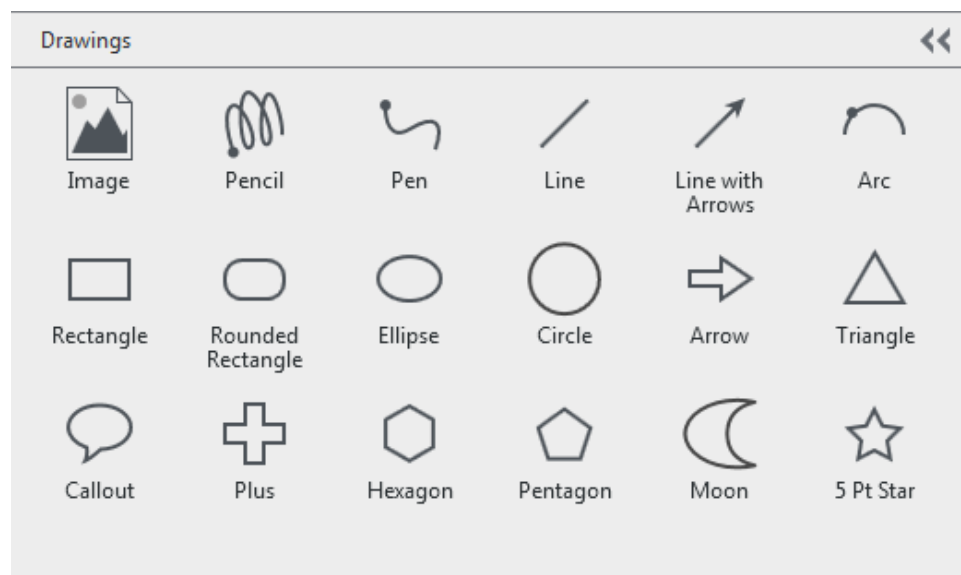 Drawings
Image
Pencil
Pen
Line
Line with
Arrows
Arc
Rectangle
Rounded
Rectangle
Ellipse
Circle
Arrow
Triangle
Callout
Plus
Hexagon
Pentagon
Moon
5 Pt Star